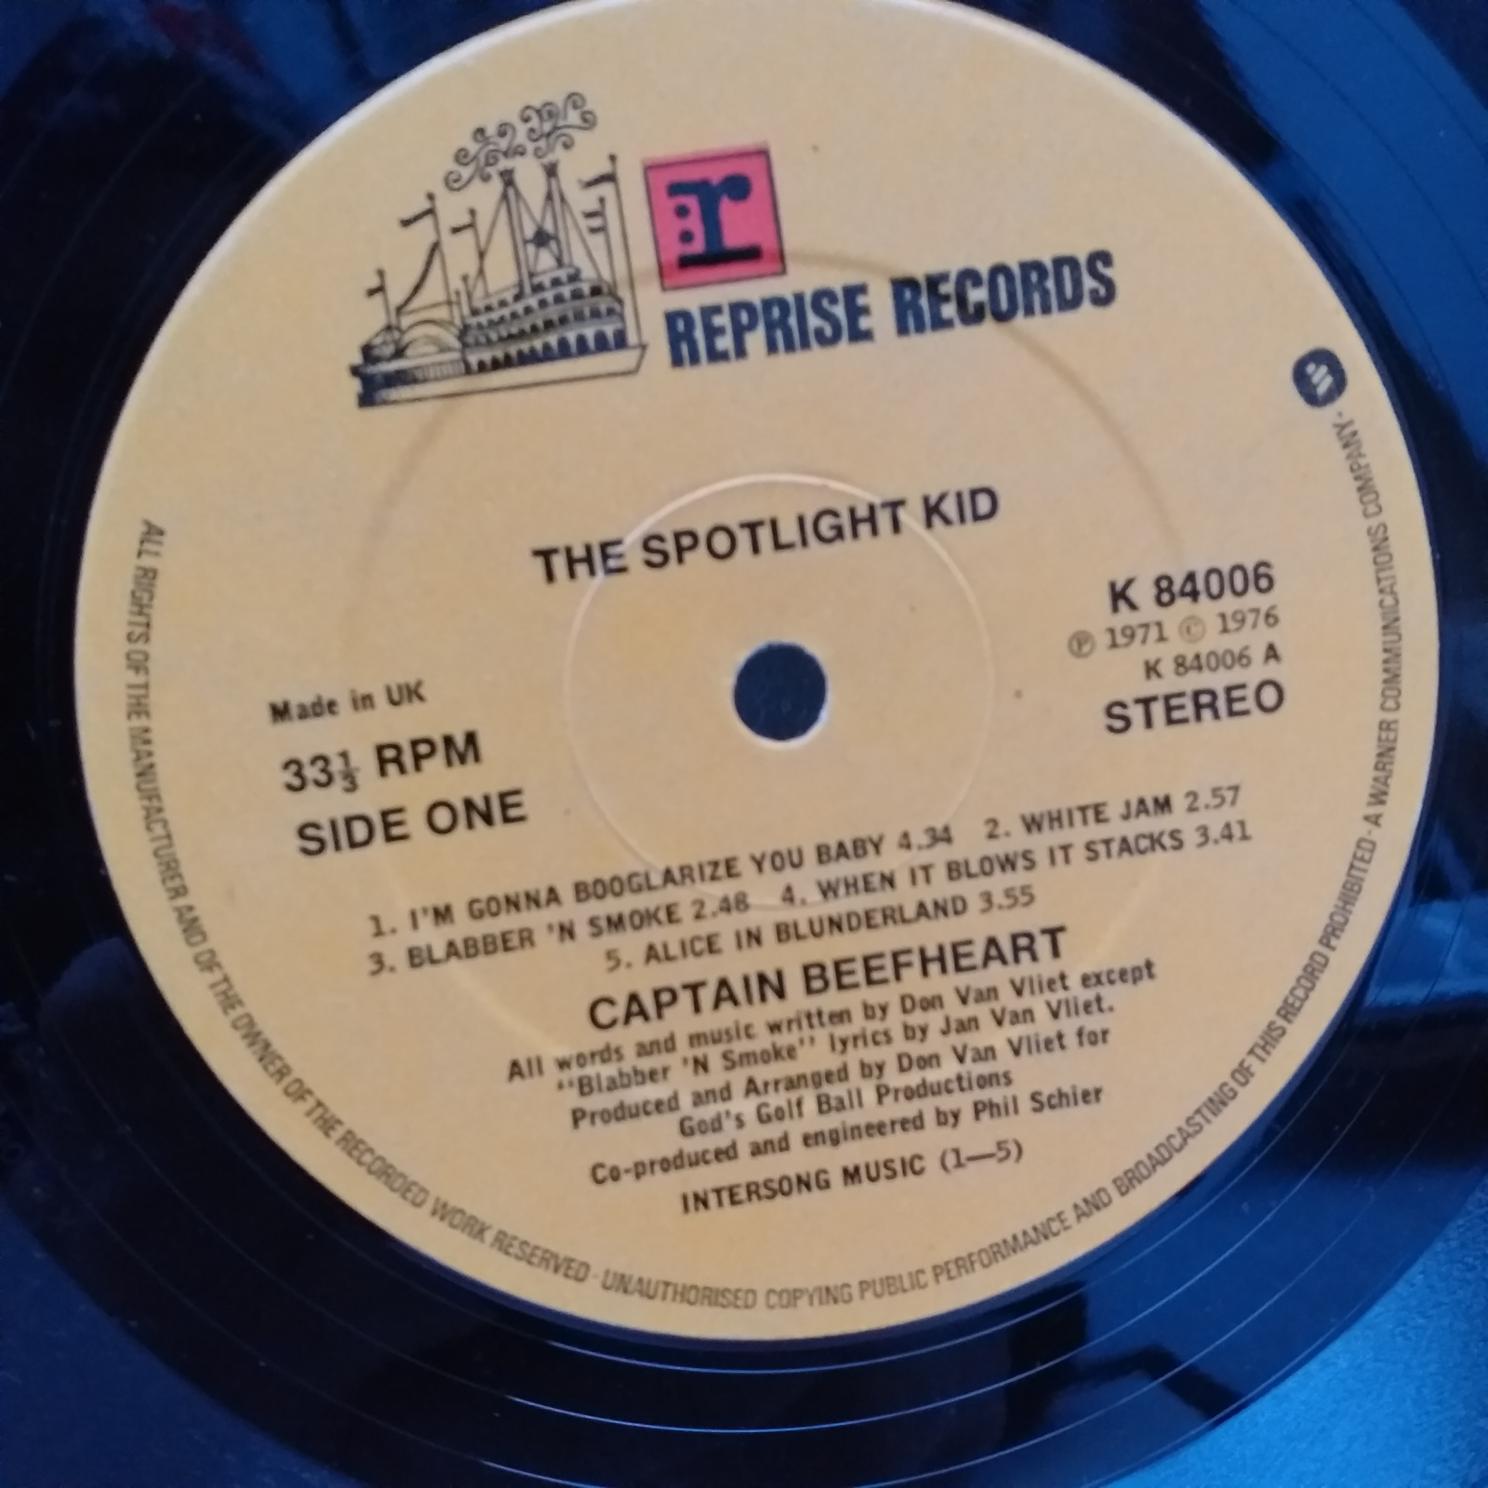 r
REPRISE RECORDS
THE SPOTLIGHT KID
K 84006
℗ 1971 © 1976
K 84006 A
STEREO
Made in UK
33⅓ RPM
SIDE ONE
1. I'M GONNA BOOGLARIZE YOU BABY 4.34 2. WHITE JAM 2.57
3. BLABBER 'N SMOKE 2.48 4. WHEN IT BLOWS IT STACKS 3.41
5. ALICE IN BLUNDERLAND 3.55
CAPTAIN BEEFHEART
All words and music written by Don Van Vliet except
"Blabber 'N Smoke" lyrics by Jan Van Vliet.
Produced and Arranged by Don Van Vliet for
God's Golf Ball Productions
Co-produced and engineered by Phil Schier
INTERSONG MUSIC (1—5)
ALL RIGHTS OF THE MANUFACTURER AND OF THE OWNER OF THE RECORDED WORK RESERVED · UNAUTHORISED COPYING PUBLIC PERFORMANCE AND BROADCASTING OF THIS RECORD PROHIBITED · A WARNER COMMUNICATIONS COMPANY ·